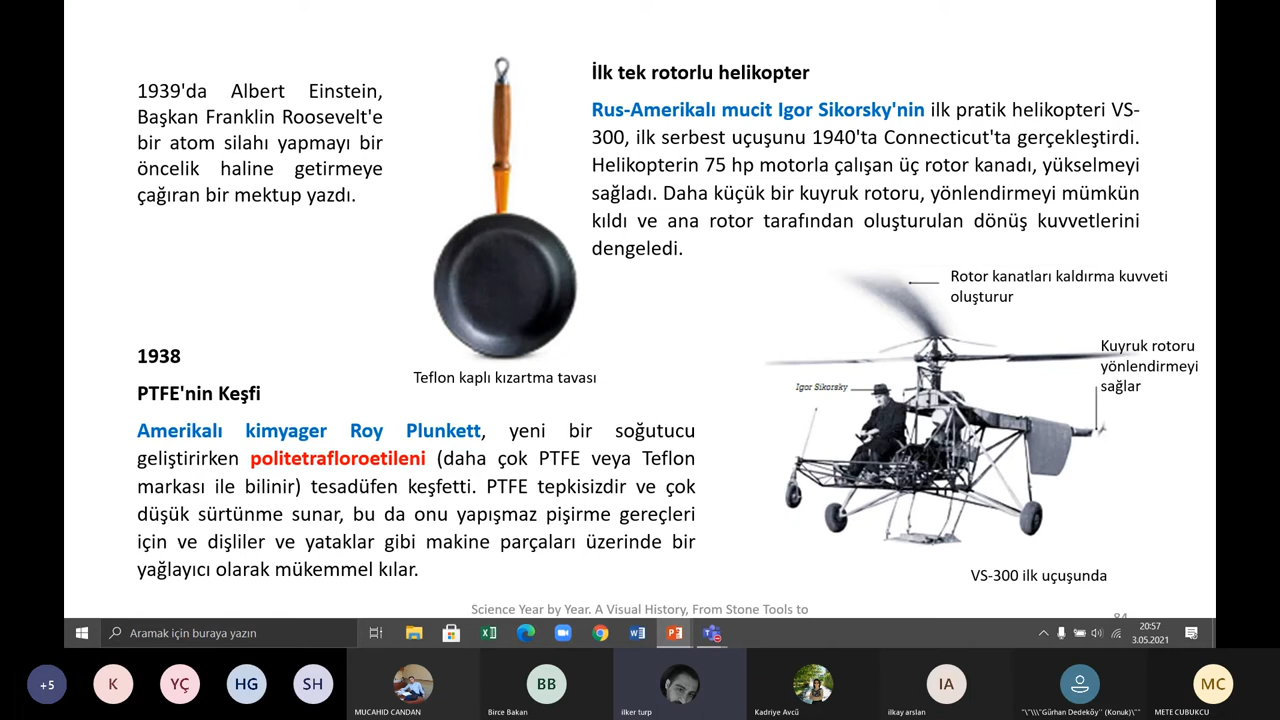 1939'da Albert Einstein,
Başkan Franklin Roosevelt'e
bir atom silahı yapmayı bir
öncelik haline getirmeye
çağıran bir mektup yazdı.
İlk tek rotorlu helikopter
Rus-Amerikalı mucit Igor Sikorsky'nin ilk pratik helikopteri VS-
300, ilk serbest uçuşunu 1940'ta Connecticut'ta gerçekleştirdi.
Helikopterin 75 hp motorla çalışan üç rotor kanadı, yükselmeyi
sağladı. Daha küçük bir kuyruk rotoru, yönlendirmeyi mümkün
kıldı ve ana rotor tarafından oluşturulan dönüş kuvvetlerini
dengeledi.
Rotor kanatları kaldırma kuvveti
oluşturur
Kuyruk rotoru
yönlendirmeyi
sağlar
Igor Sikorsky
VS-300 ilk uçuşunda
Teflon kaplı kızartma tavası
1938
PTFE'nin Keşfi
Amerikalı kimyager Roy Plunkett, yeni bir soğutucu
geliştirirken politetrafloroetileni (daha çok PTFE veya Teflon
markası ile bilinir) tesadüfen keşfetti. PTFE tepkisizdir ve çok
düşük sürtünme sunar, bu da onu yapışmaz pişirme gereçleri
için ve dişliler ve yataklar gibi makine parçaları üzerinde bir
yağlayıcı olarak mükemmel kılar.
Science Year by Year. A Visual History, From Stone Tools to
84
Aramak için buraya yazın
20:57
3.05.2021
+5
K
YÇ
HG
SH
MUCAHID CANDAN
BB
Birce Bakan
ilker turp
Kadriye Avcü
IA
ilkay arslan
"\"\\\"Gürhan Dedeköy" (Konuk)\""
MC
METE CUBUKCU